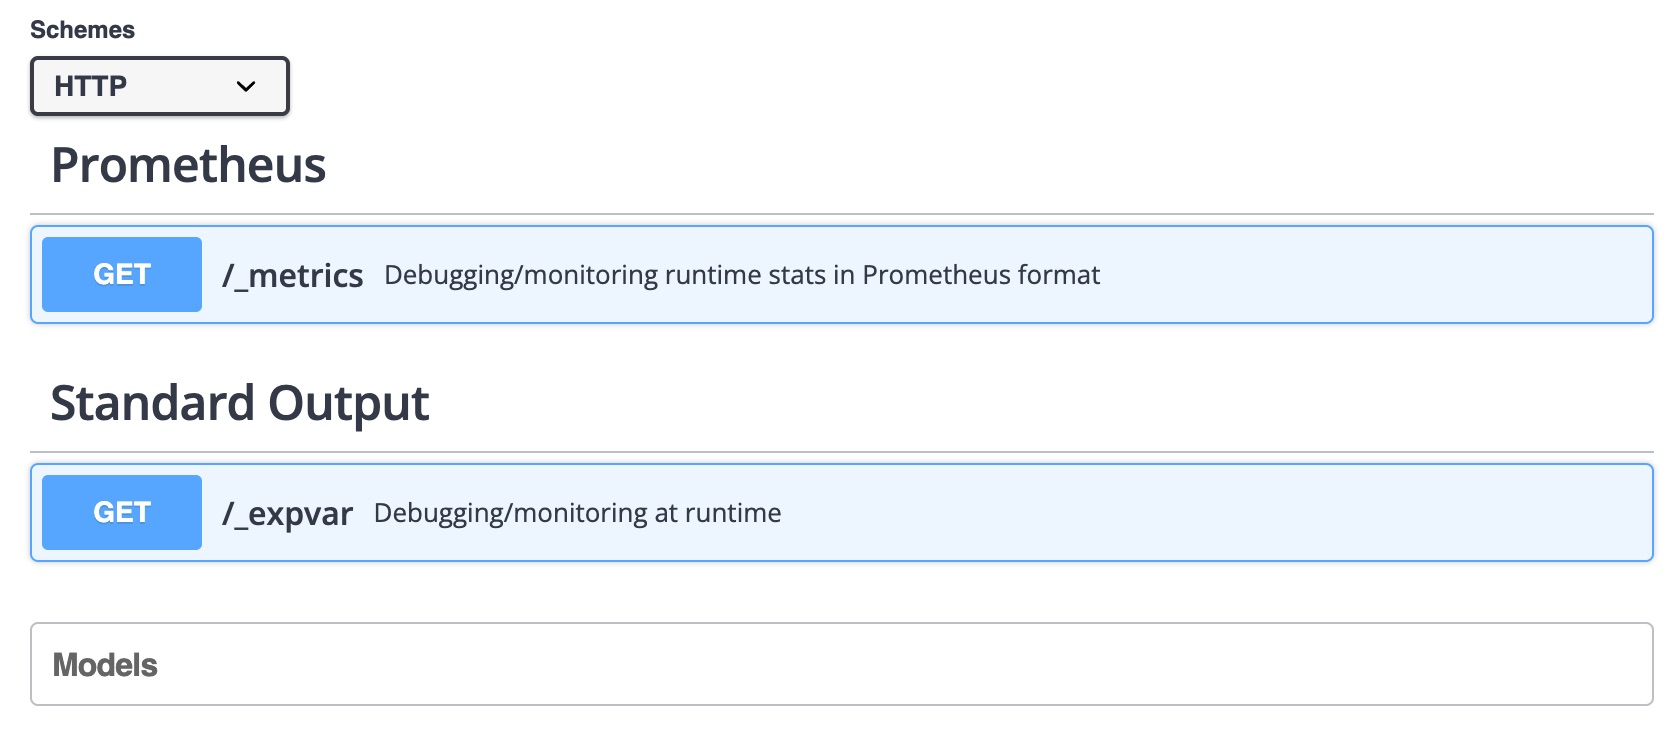 Schemes
HTTP
Prometheus
GET /_metrics Debugging/monitoring runtime stats in Prometheus format
Standard Output
GET /_expvar Debugging/monitoring at runtime
Models